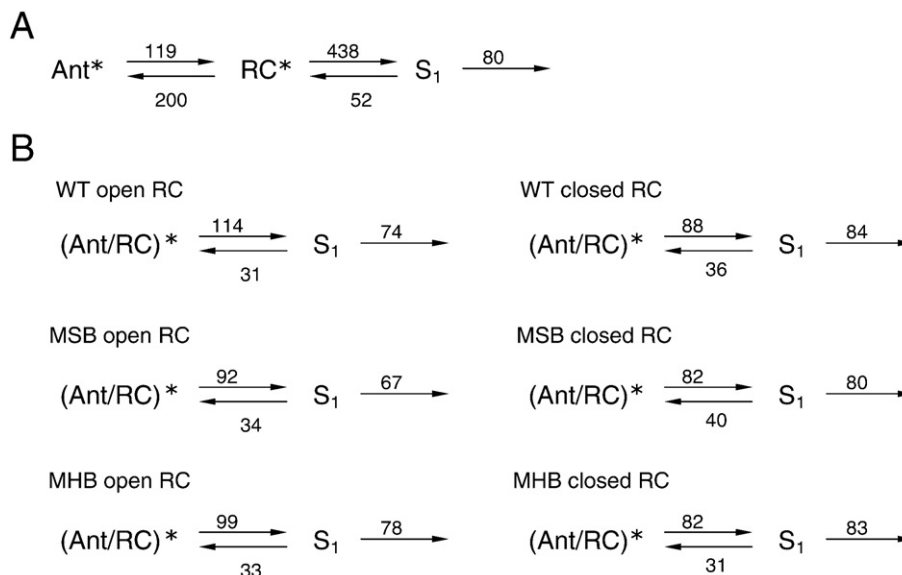 A
119 438 80
Ant* RC* S₁
200 52
B
WT open RC WT closed RC
114 74 88 84
(Ant/RC)* S₁ (Ant/RC)* S₁
31 36
MSB open RC MSB closed RC
92 67 82 80
(Ant/RC)* S₁ (Ant/RC)* S₁
34 40
MHB open RC MHB closed RC
99 78 82 83
(Ant/RC)* S₁ (Ant/RC)* S₁
33 31